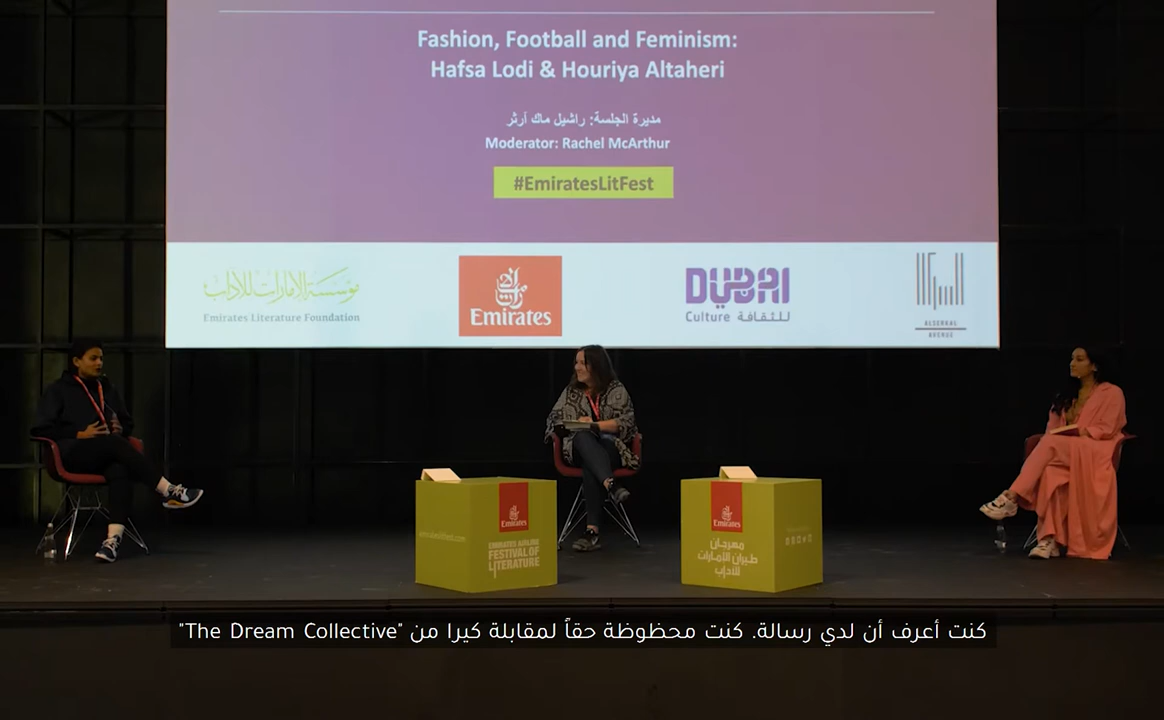 Fashion, Football and Feminism:
Hafsa Lodi & Houriya Altaheri
مديرة الجلسة: راشيل ماك آرثر
Moderator: Rachel McArthur
#EmiratesLitFest
مؤسسة الإمارات للآداب
Emirates Literature Foundation
Emirates
DUBAI
Culture للثقافة
ALSERKAL
AVENUE
Emirates
EMIRATES AIRLINE
FESTIVAL OF
LITERATURE
Emirates
مهرجان
طيران الإمارات
للآداب
كنت أعرف أن لدي رسالة. كنت محظوظة حقاً لمقابلة كيرا من "The Dream Collective"